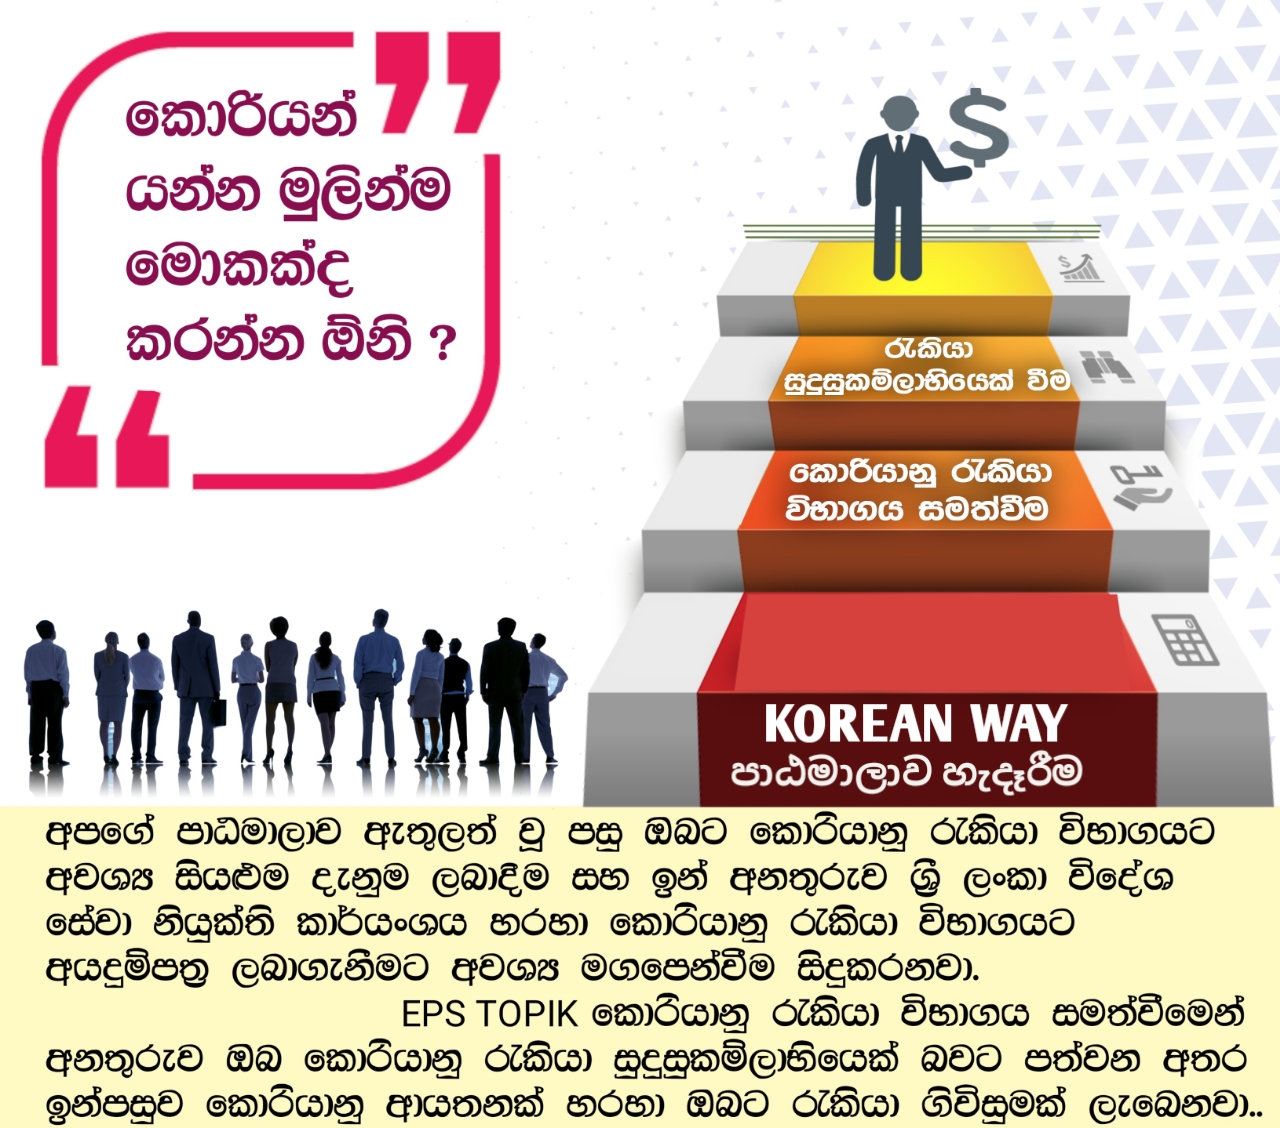 කොරියන්
යන්න මුලින්ම
මොකක්ද
කරන්න ඕනි ?
රැකියා
සුදුසුකම්ලාභියෙක් වීම
කොරියානු රැකියා
විභාගය සමත්වීම
KOREAN WAY
පාඨමාලාව හැදෑරීම
අපගේ පාඨමාලාව ඇතුලත් වූ පසු ඔබට කොරියානු රැකියා විභාගයට
අවශ්‍ය සියළුම දැනුම ලබාදීම සහ ඉන් අනතුරුව ශ්‍රී ලංකා විදේශ
සේවා නියුක්ති කාර්යංශය හරහා කොරියානු රැකියා විභාගයට
අයදුම්පත්‍ර ලබාගැනීමට අවශ්‍ය මගපෙන්වීම සිදුකරනවා.
EPS TOPIK කොරියානු රැකියා විභාගය සමත්වීමෙන්
අනතුරුව ඔබ කොරියානු රැකියා සුදුසුකම්ලාභියෙක් බවට පත්වන අතර
ඉන්පසුව කොරියානු ආයතනක් හරහා ඔබට රැකියා ගිවිසුමක් ලැබෙනවා..